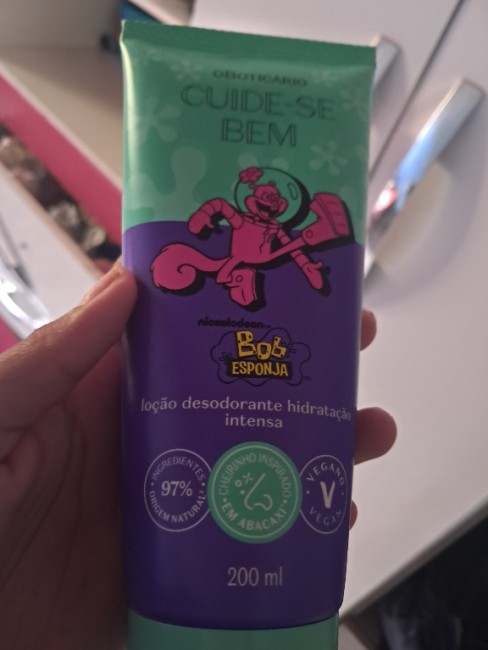 OBOTICÁRIO
CUIDE-SE
BEM
nickelodeon
Bob
ESPONJA
loção desodorante hidratação
intensa
INGREDIENTES
97%
ORIGEM NATURAL
CHEIRINHO INSPIRADO
EM ABACAXI
VEGANO
V
VEGAN
200 ml